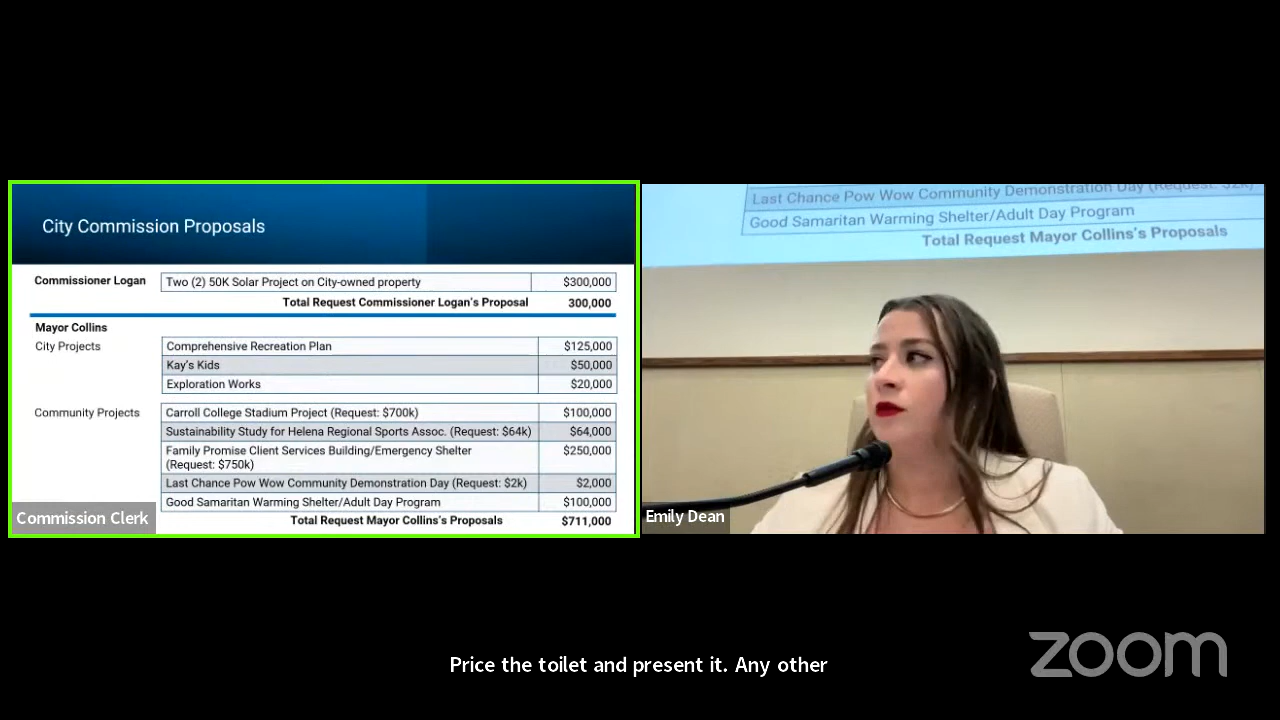 City Commission Proposals
Commissioner Logan
Two (2) 50K Solar Project on City-owned property $300,000
Total Request Commissioner Logan's Proposal 300,000
Mayor Collins
City Projects
Comprehensive Recreation Plan $125,000
Kay's Kids $50,000
Exploration Works $20,000
Community Projects
Carroll College Stadium Project (Request: $700k) $100,000
Sustainability Study for Helena Regional Sports Assoc. (Request: $64k) $64,000
Family Promise Client Services Building/Emergency Shelter
(Request: $750k) $250,000
Last Chance Pow Wow Community Demonstration Day (Request: $2k) $2,000
Good Samaritan Warming Shelter/Adult Day Program $100,000
Total Request Mayor Collins's Proposals $711,000
Commission Clerk
Last Chance Pow Wow Community Demonstration Day (Request: $2k)
Good Samaritan Warming Shelter/Adult Day Program
Total Request Mayor Collins's Proposals
Emily Dean
Price the toilet and present it. Any other
zoom